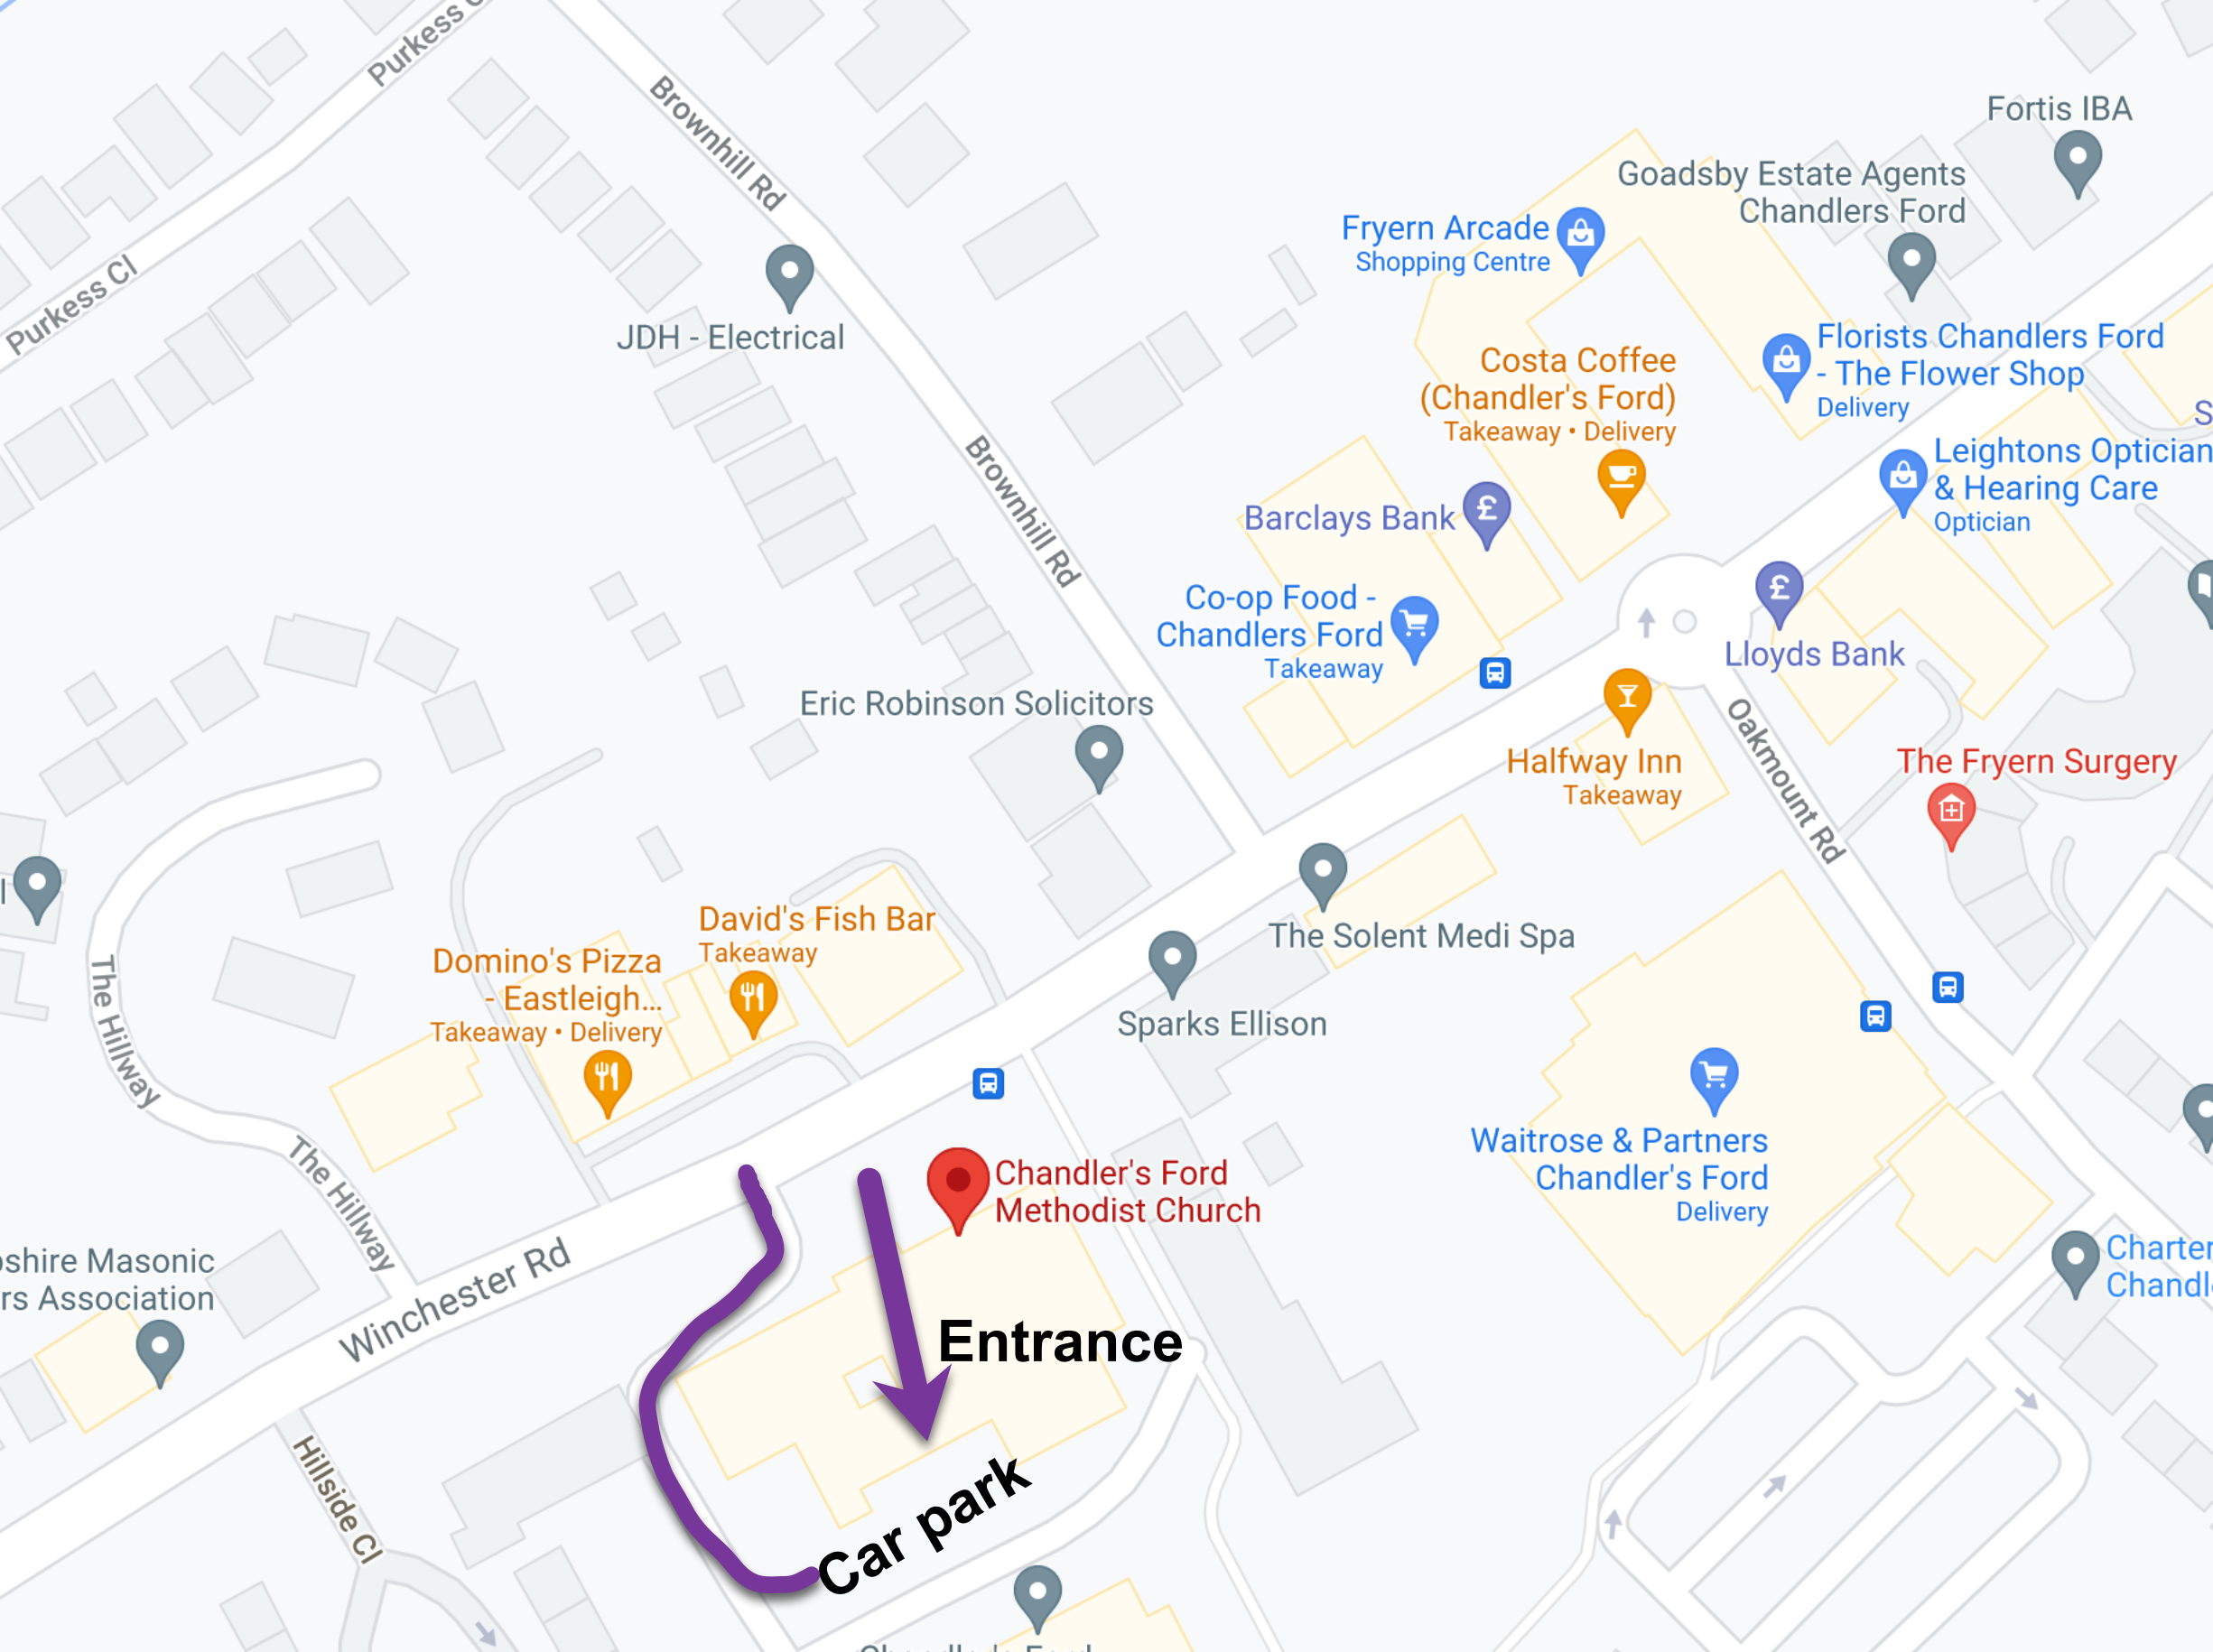 Purkess C
Brownhill Rd
Fortis IBA
Goadsby Estate Agents
Chandlers Ford
Fryern Arcade
Shopping Centre
Purkess Cl
JDH - Electrical
Florists Chandlers Ford
- The Flower Shop
Delivery
Costa Coffee
(Chandler's Ford)
Takeaway • Delivery
S
Leightons Optician
& Hearing Care
Optician
Brownhill Rd
Barclays Bank
£
Co-op Food -
Chandlers Ford
Takeaway
£
Lloyds Bank
Eric Robinson Solicitors
Halfway Inn
Takeaway
Oakmount Rd
The Fryern Surgery
l
David's Fish Bar
Takeaway
The Solent Medi Spa
Domino's Pizza
- Eastleigh...
Takeaway • Delivery
Sparks Ellison
The Hillway
Waitrose & Partners
Chandler's Ford
Delivery
Chandler's Ford
Methodist Church
The Hillway
shire Masonic
rs Association
Winchester Rd
Charter
Chandl
Entrance
Hillside Cl
Car park